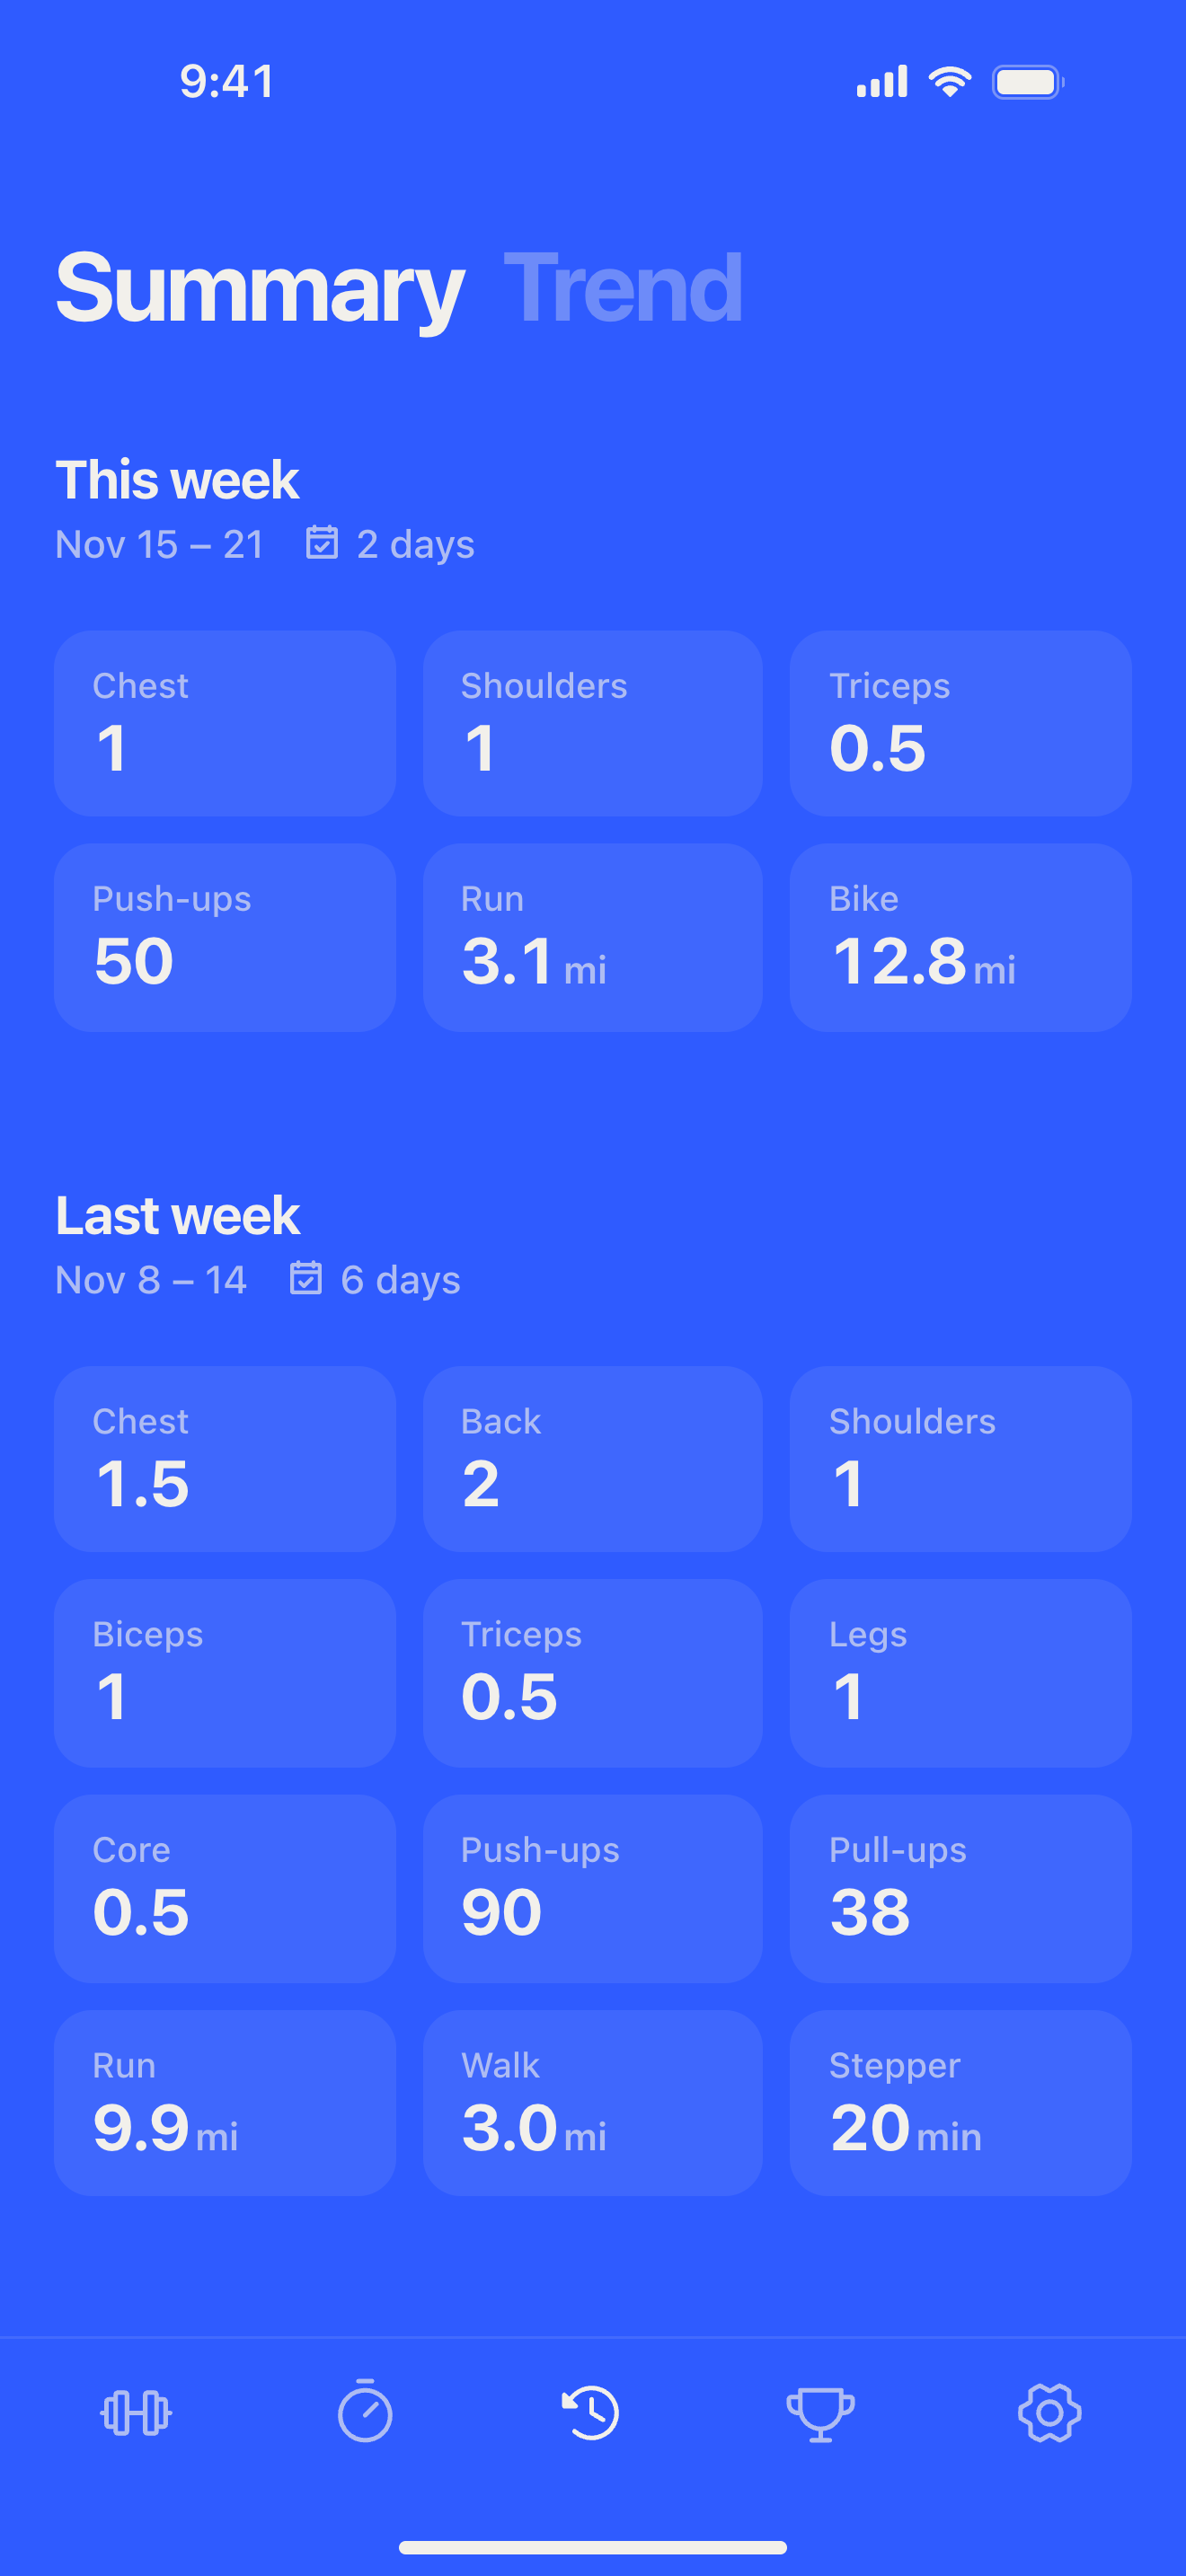 9:41
Summary Trend
This week
Nov 15 – 21 2 days
Chest Shoulders Triceps
1 1 0.5
Push-ups Run Bike
50 3.1 mi 12.8 mi
Last week
Nov 8 – 14 6 days
Chest Back Shoulders
1.5 2 1
Biceps Triceps Legs
1 0.5 1
Core Push-ups Pull-ups
0.5 90 38
Run Walk Stepper
9.9 mi 3.0 mi 20 min